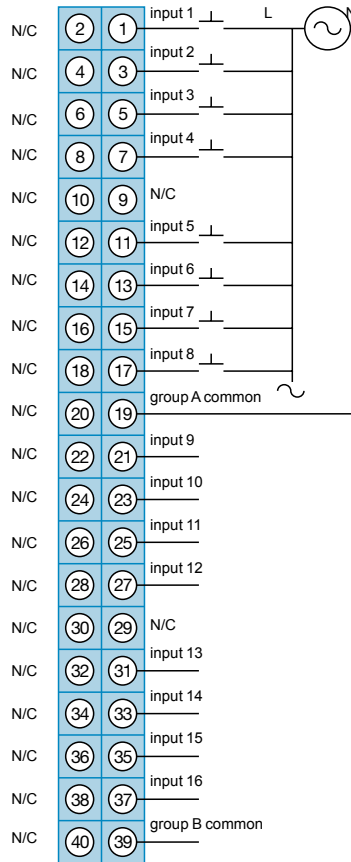 input 1 L N
N/C 2 1
input 2
N/C 4 3
input 3
N/C 6 5
input 4
N/C 8 7
N/C 10 9 N/C
input 5
N/C 12 11
input 6
N/C 14 13
input 7
N/C 16 15
input 8
N/C 18 17
group A common
N/C 20 19
input 9
N/C 22 21
input 10
N/C 24 23
input 11
N/C 26 25
input 12
N/C 28 27
N/C 30 29 N/C
input 13
N/C 32 31
input 14
N/C 34 33
input 15
N/C 36 35
input 16
N/C 38 37
group B common
N/C 40 39